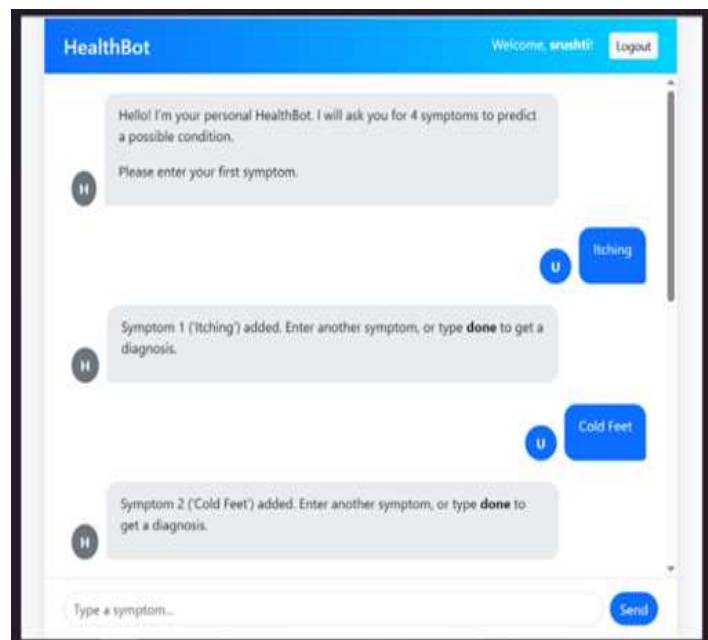 HealthBot
Welcome, srushti!
Logout
Hello! I'm your personal HealthBot. I will ask you for 4 symptoms to predict
a possible condition.
Please enter your first symptom.
H
Itching
U
Symptom 1 ('Itching') added. Enter another symptom, or type done to get a
diagnosis.
H
Cold Feet
U
Symptom 2 ('Cold Feet') added. Enter another symptom, or type done to
get a diagnosis.
H
Type a symptom...
Send